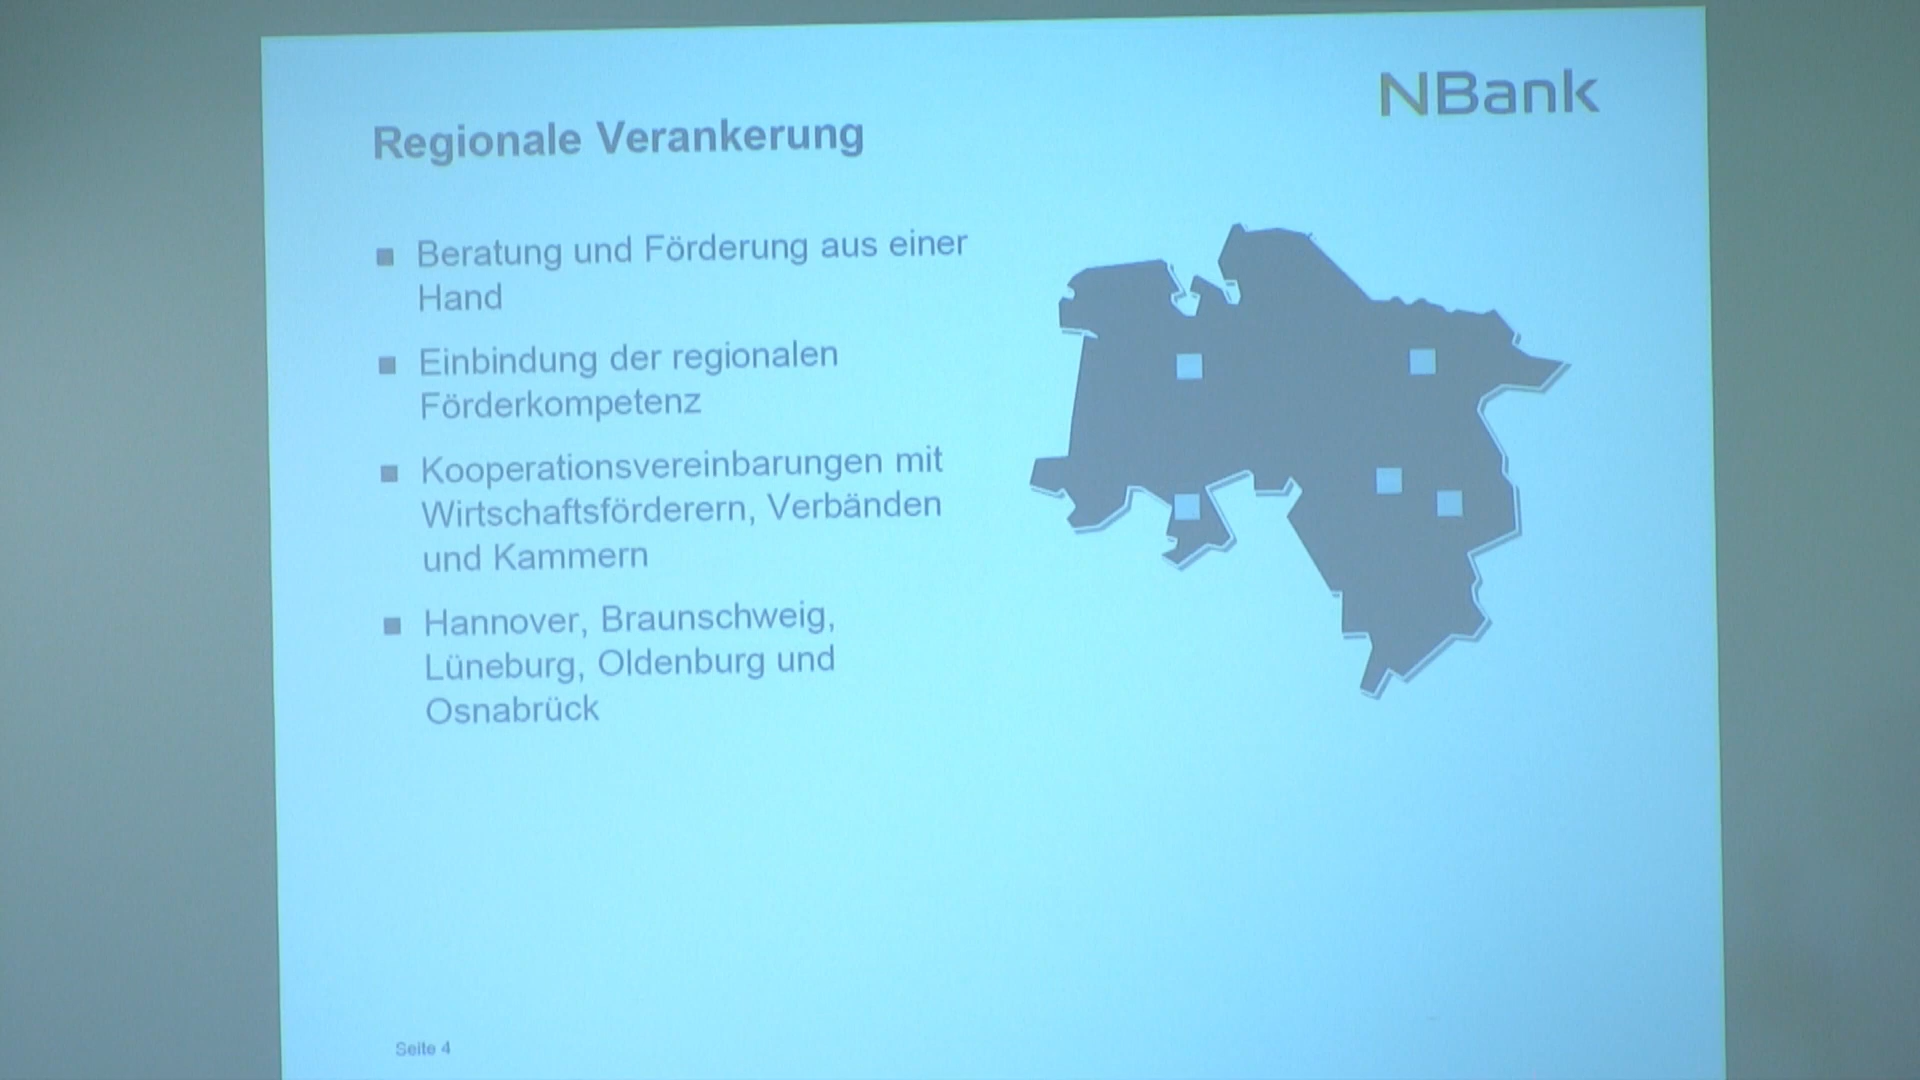 NBank
Regionale Verankerung
Beratung und Förderung aus einer
Hand
Einbindung der regionalen
Förderkompetenz
Kooperationsvereinbarungen mit
Wirtschaftsförderern, Verbänden
und Kammern
Hannover, Braunschweig,
Lüneburg, Oldenburg und
Osnabrück
Seite 4